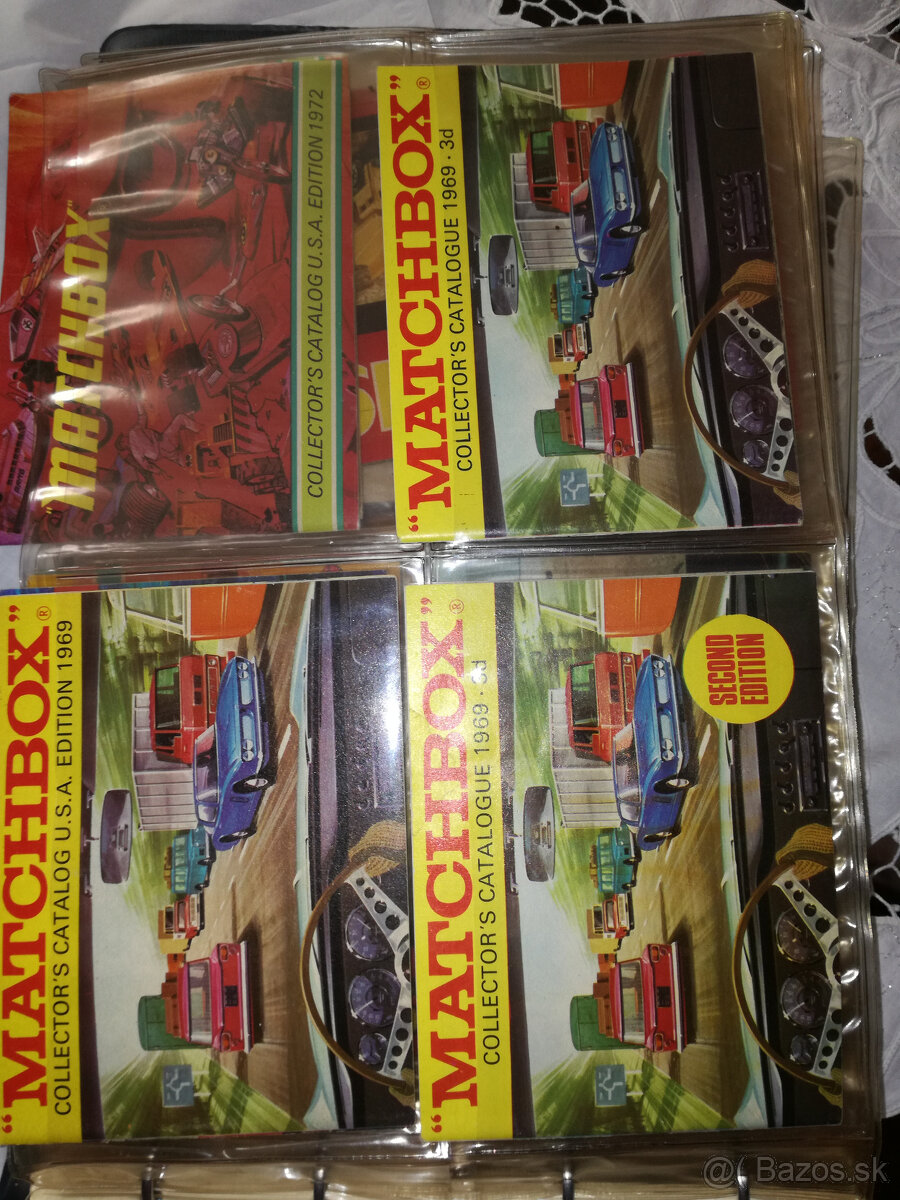 "MATCHBOX"
COLLECTOR'S CATALOG U.S.A. EDITION 1972
"MATCHBOX"®
COLLECTOR'S CATALOGUE 1969 · 3d
"MATCHBOX"®
COLLECTOR'S CATALOG U.S.A. EDITION 1969
"MATCHBOX"®
COLLECTOR'S CATALOGUE 1969 · 3d
SECOND
EDITION
Bazos.sk